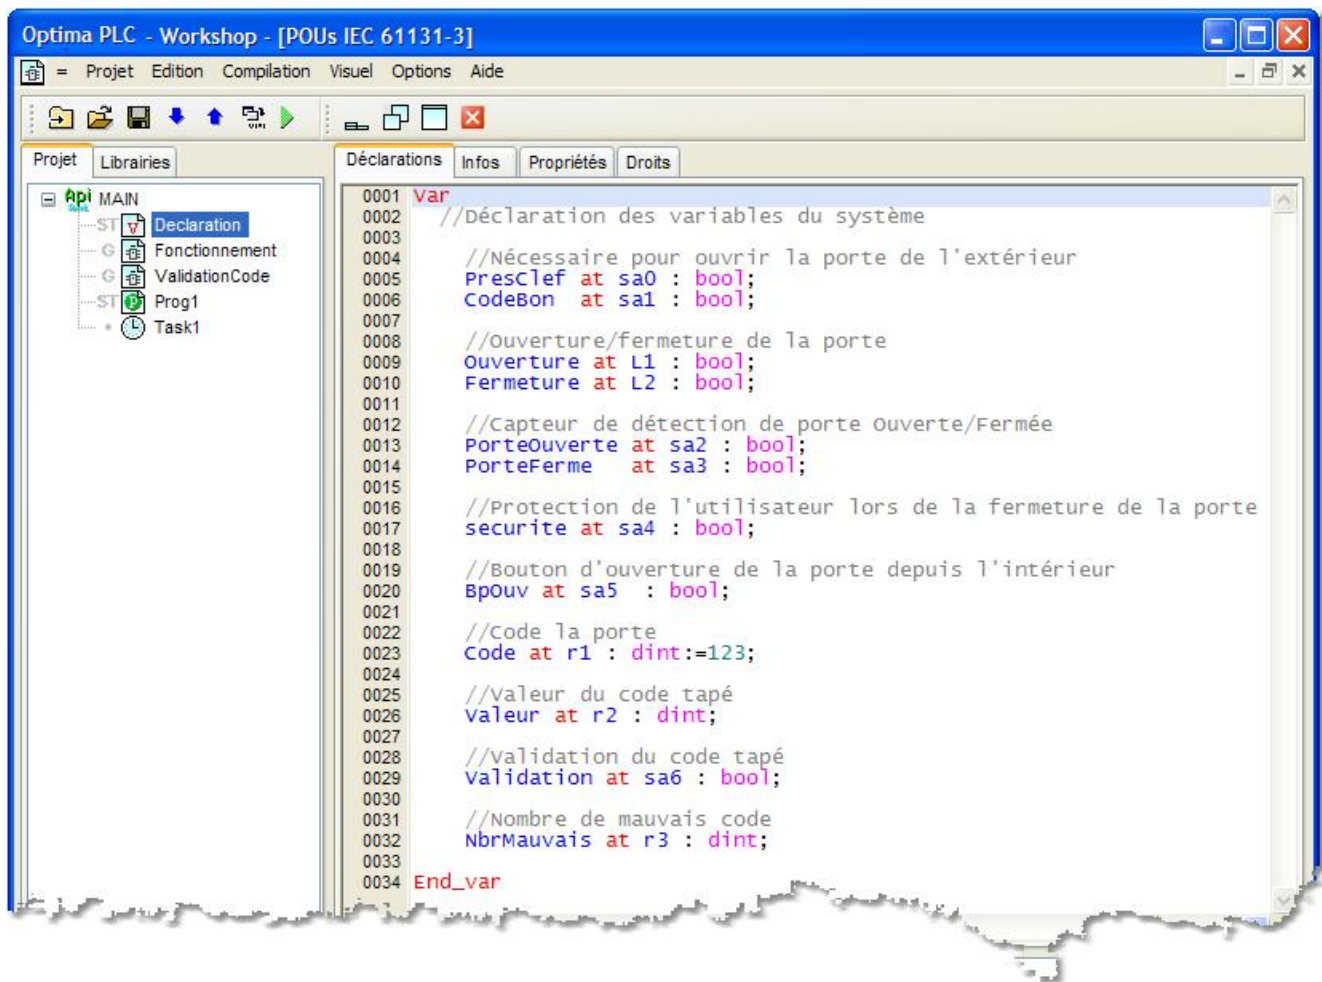 Optima PLC - Workshop - [POUs IEC 61131-3]
= Projet Edition Compilation Visuel Options Aide
Projet Librairies
Déclarations Infos Propriétés Droits
Api MAIN
ST Declaration
G Fonctionnement
G ValidationCode
ST Prog1
Task1
0001 Var
0002 //Déclaration des variables du système
0003
0004 //Nécessaire pour ouvrir la porte de l'extérieur
0005 PresClef at sa0 : bool;
0006 CodeBon at sa1 : bool;
0007
0008 //Ouverture/fermeture de la porte
0009 Ouverture at L1 : bool;
0010 Fermeture at L2 : bool;
0011
0012 //Capteur de détection de porte Ouverte/Fermée
0013 PorteOuverte at sa2 : bool;
0014 PorteFerme at sa3 : bool;
0015
0016 //Protection de l'utilisateur lors de la fermeture de la porte
0017 securite at sa4 : bool;
0018
0019 //Bouton d'ouverture de la porte depuis l'intérieur
0020 BpOuv at sa5 : bool;
0021
0022 //Code la porte
0023 Code at r1 : dint:=123;
0024
0025 //Valeur du code tapé
0026 Valeur at r2 : dint;
0027
0028 //Validation du code tapé
0029 Validation at sa6 : bool;
0030
0031 //Nombre de mauvais code
0032 NbrMauvais at r3 : dint;
0033
0034 End_var